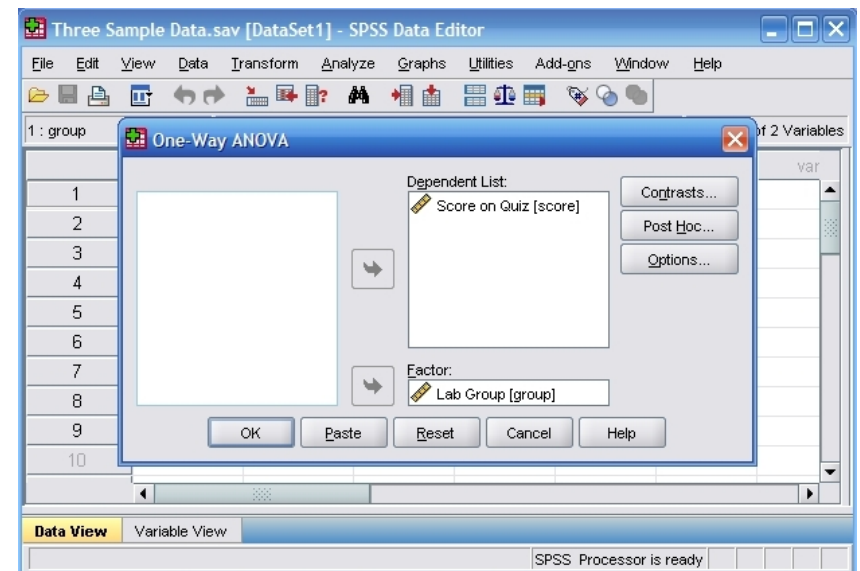 Three Sample Data.sav [DataSet1] - SPSS Data Editor
File Edit View Data Transform Analyze Graphs Utilities Add-ons Window Help
1 : group
of 2 Variables
One-Way ANOVA
var
Dependent List:
Score on Quiz [score]
Contrasts...
Post Hoc...
Options...
1
2
3
4
5
6
7
8
9
10
Factor:
Lab Group [group]
OK Paste Reset Cancel Help
Data View Variable View
SPSS Processor is ready